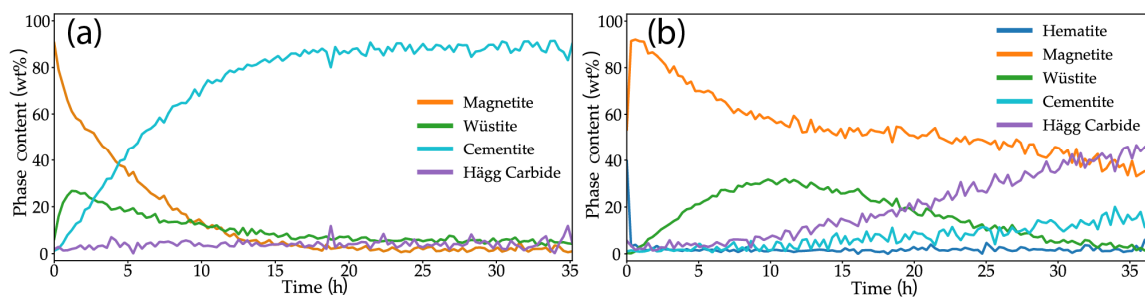 (a)
Phase content (wt%)
100
80
60
40
20
0
Magnetite
Wüstite
Cementite
Hägg Carbide
0 5 10 15 20 25 30 35
Time (h)
(b)
Phase content (wt%)
100
80
60
40
20
0
Hematite
Magnetite
Wüstite
Cementite
Hägg Carbide
0 5 10 15 20 25 30 35
Time (h)